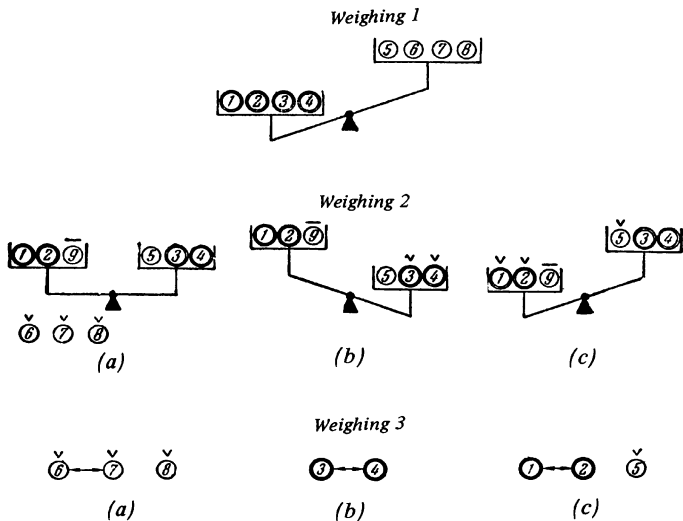 Weighing 1
5 6 7 8
1 2 3 4
Weighing 2
1 2 9 5 3 4
6 7 8
(a)
1 2 9
5 3 4
(b)
5 3 4
1 2 9
(c)
Weighing 3
6 7 8
(a)
3 4
(b)
1 2 5
(c)